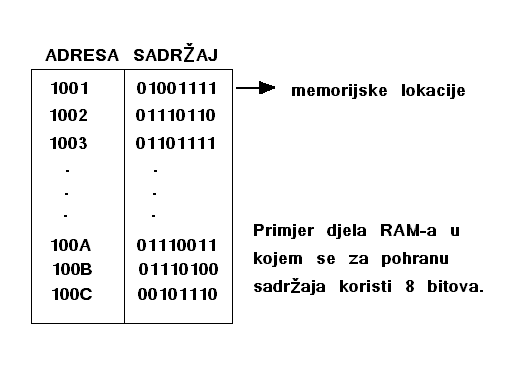 ADRESA SADRŽAJ
1001 01001111 memorijske lokacije
1002 01110110
1003 01101111
. .
. .
. .
100A 01110011
100B 01110100
100C 00101110
Primjer djela RAM-a u
kojem se za pohranu
sadržaja koristi 8 bitova.